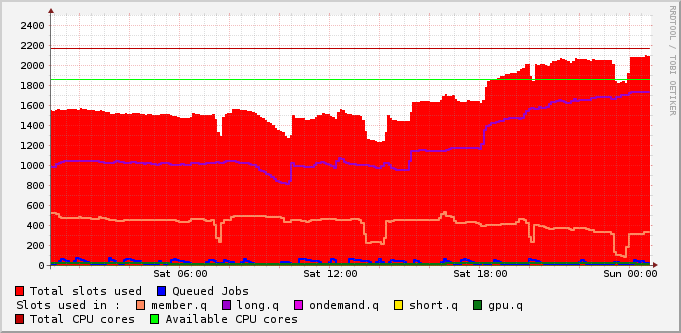 RRDTOOL / TOBI OETIKER
2400
2200
2000
1800
1600
1400
1200
1000
800
600
400
200
0
Sat 06:00 Sat 12:00 Sat 18:00 Sun 00:00
Total slots used Queued Jobs
Slots used in : member.q long.q ondemand.q short.q gpu.q
Total CPU cores Available CPU cores